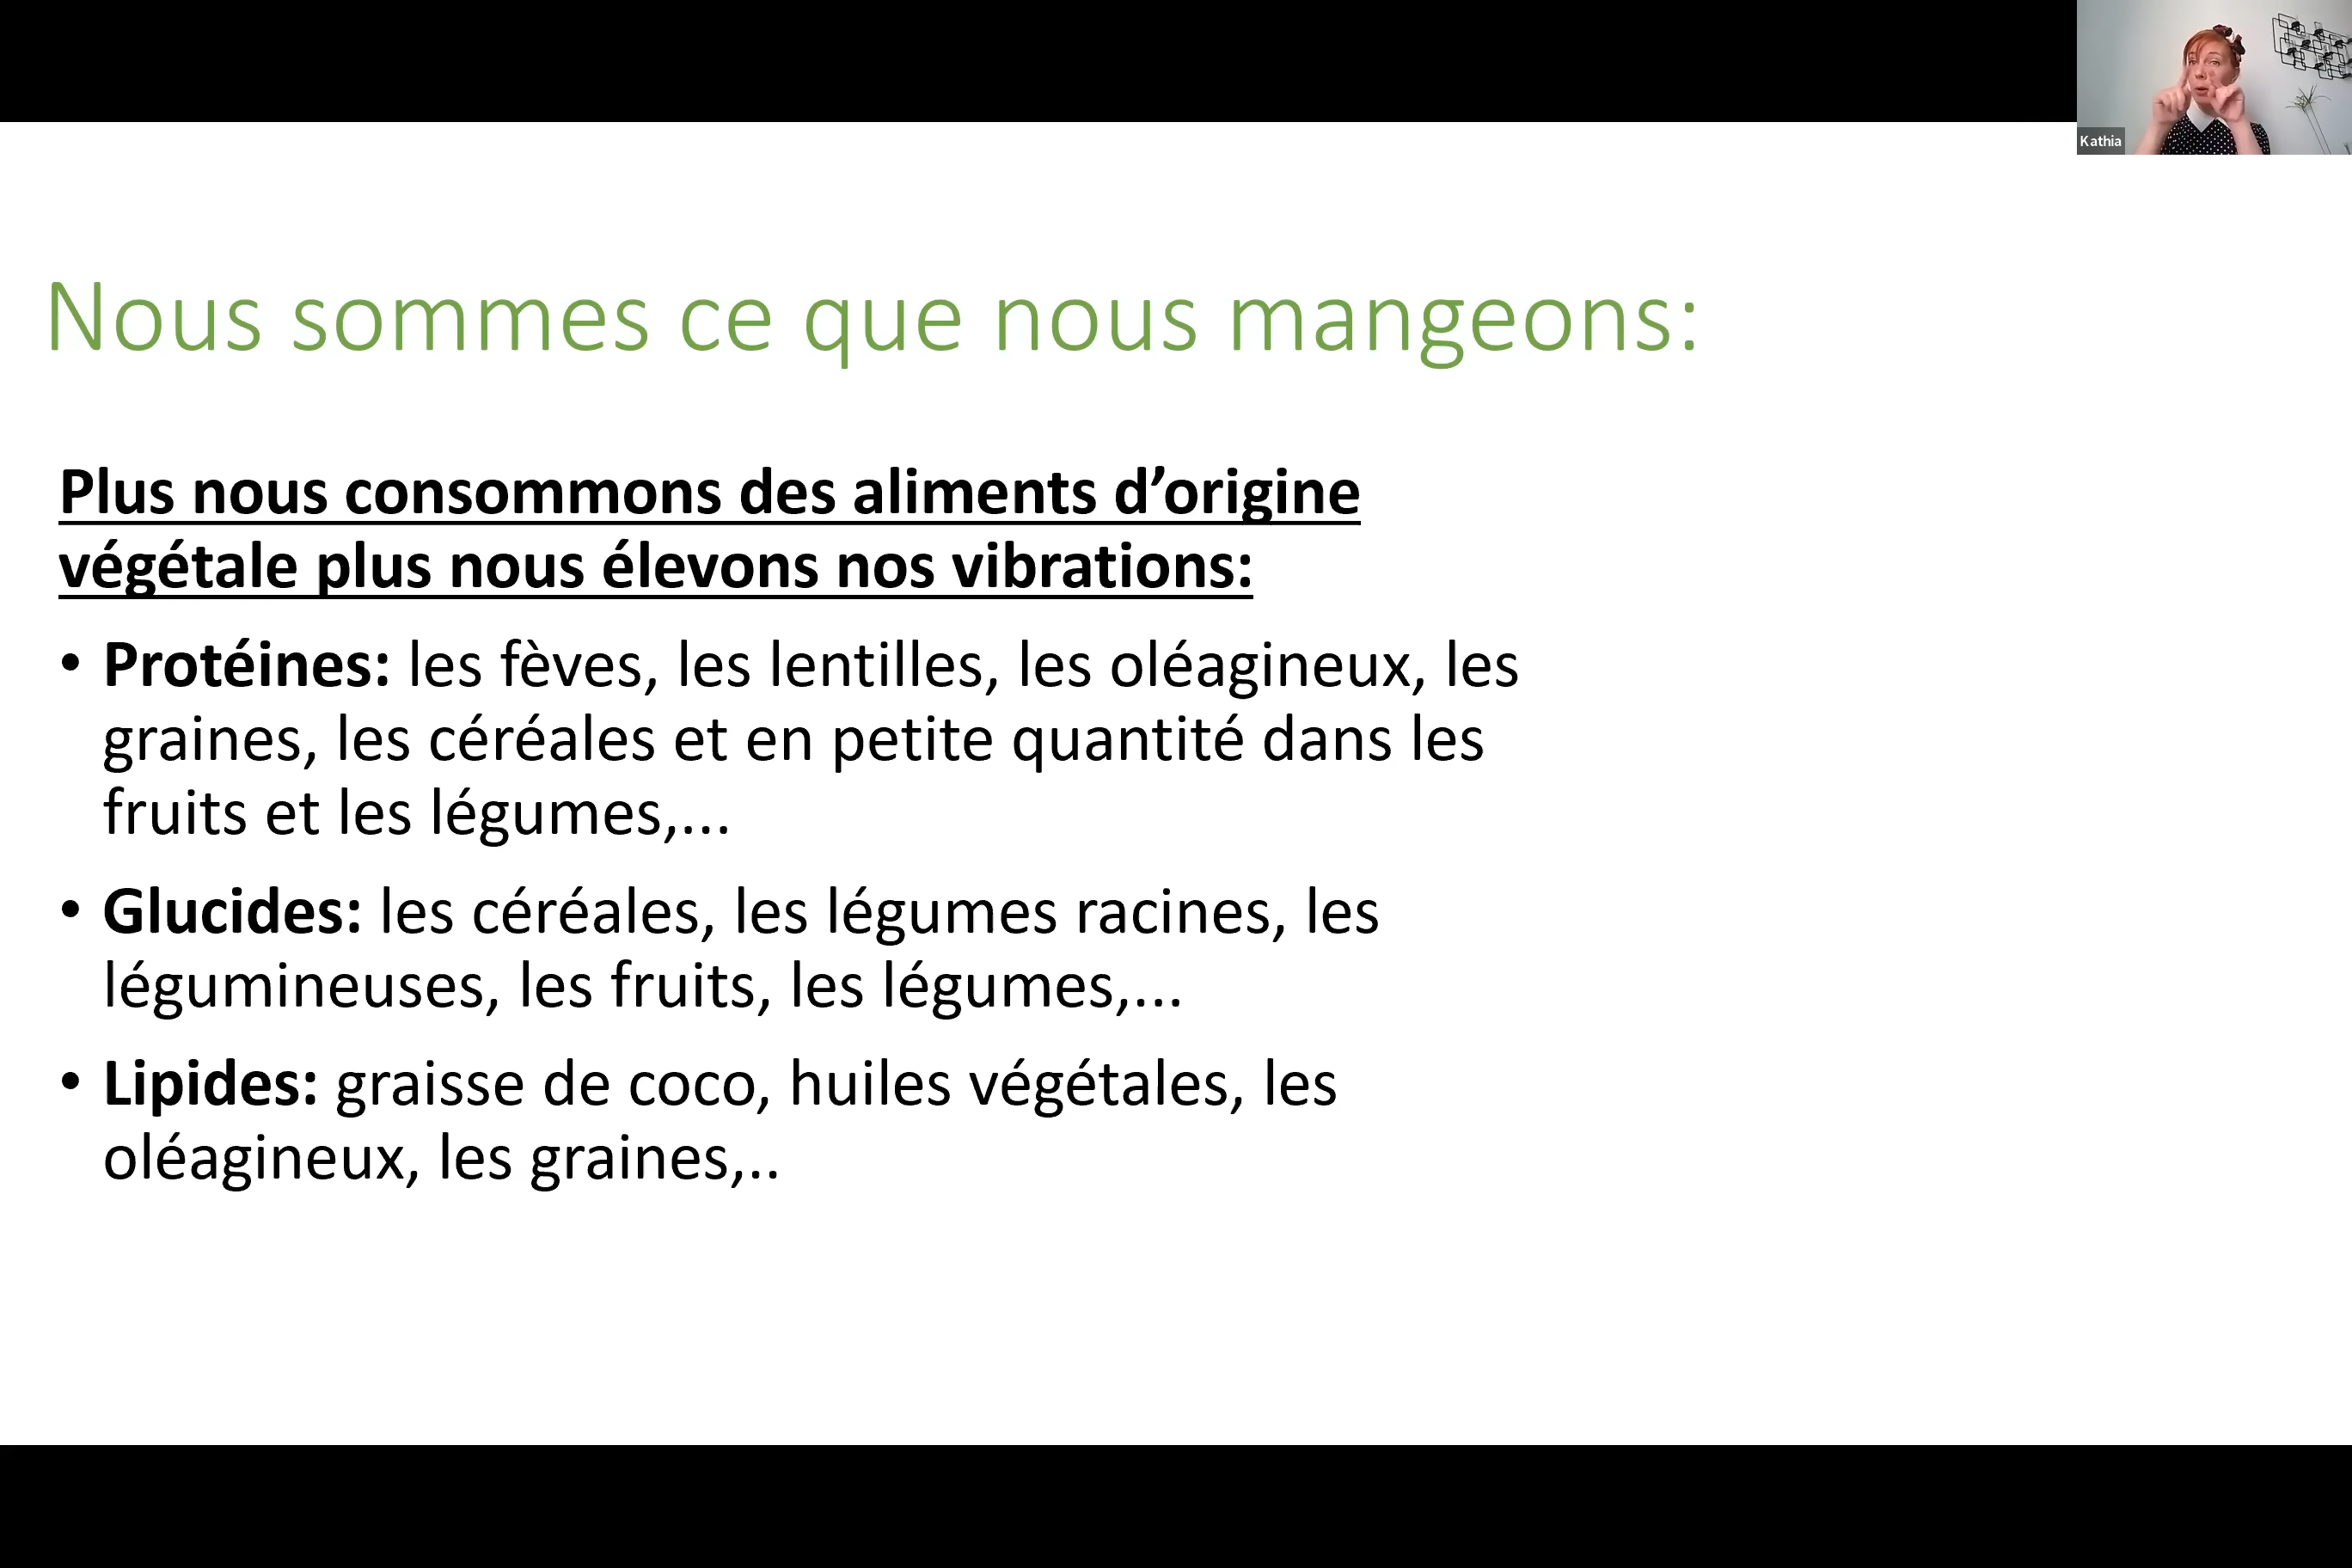 Kathia
Nous sommes ce que nous mangeons:
Plus nous consommons des aliments d’origine
végétale plus nous élevons nos vibrations:
• Protéines: les fèves, les lentilles, les oléagineux, les
graines, les céréales et en petite quantité dans les
fruits et les légumes,...
• Glucides: les céréales, les légumes racines, les
légumineuses, les fruits, les légumes,...
• Lipides: graisse de coco, huiles végétales, les
oléagineux, les graines,..